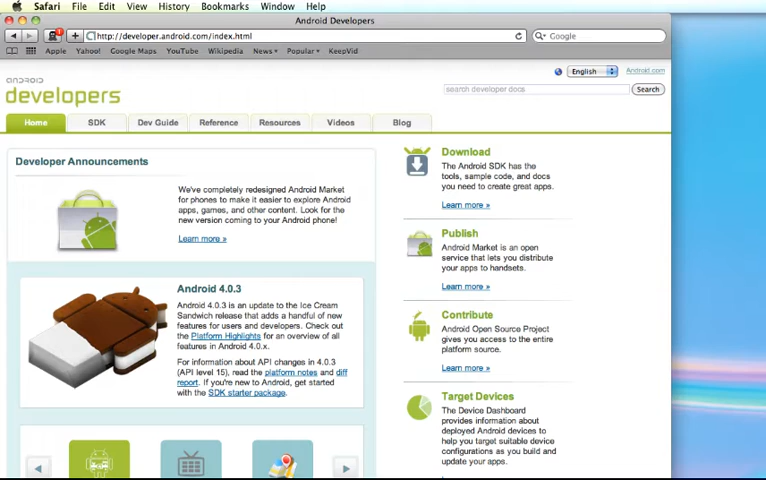 Safari File Edit View History Bookmarks Window Help
Android Developers
http://developer.android.com/index.html
Google
Apple Yahoo! Google Maps YouTube Wikipedia News Popular KeepVid
English
Android.com
ANDROID
developers
search developer docs
Search
Home SDK Dev Guide Reference Resources Videos Blog
Developer Announcements
We've completely redesigned Android Market
for phones to make it easier to explore Android
apps, games, and other content. Look for the
new version coming to your Android phone!
Learn more »
Android 4.0.3
Android 4.0.3 is an update to the Ice Cream
Sandwich release that adds a handful of new
features for users and developers. Check out
the Platform Highlights for an overview of all
features in Android 4.0.x.
For information about API changes in 4.0.3
(API level 15), read the platform notes and diff
report. If you're new to Android, get started
with the SDK starter package.
Download
The Android SDK has the
tools, sample code, and docs
you need to create great apps.
Learn more »
Publish
Android Market is an open
service that lets you distribute
your apps to handsets.
Learn more »
Contribute
Android Open Source Project
gives you access to the entire
platform source.
Learn more »
Target Devices
The Device Dashboard
provides information about
deployed Android devices to
help you target suitable device
configurations as you build and
update your apps.